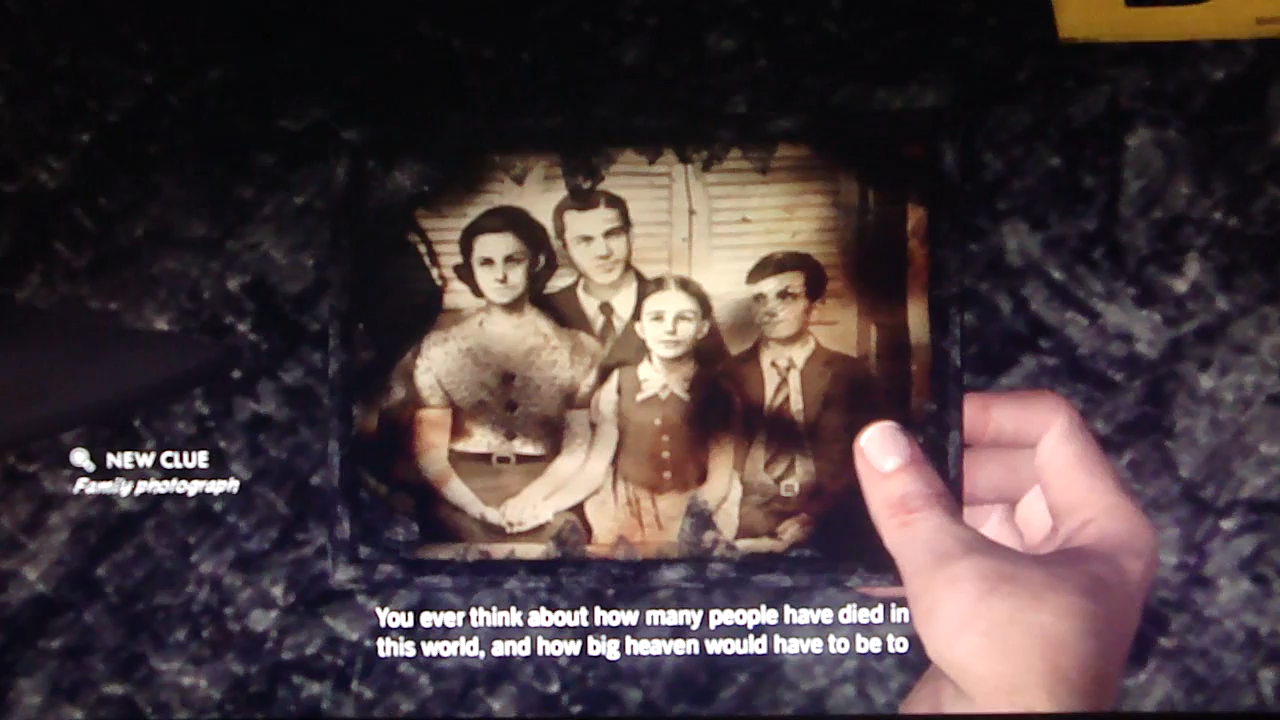 NEW CLUE
Family photograph
You ever think about how many people have died in
this world, and how big heaven would have to be to